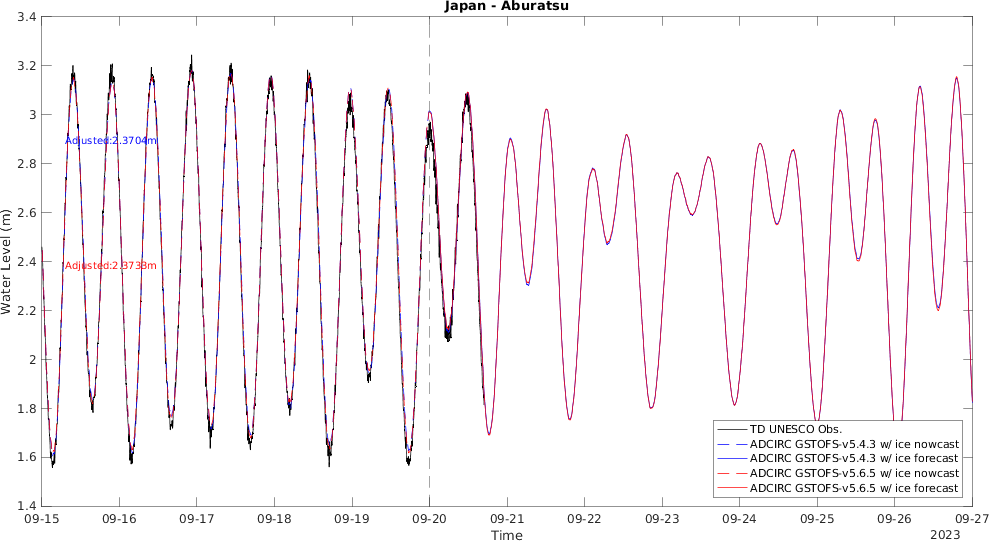 Japan - Aburatsu
3.4
3.2
3
2.8
2.6
2.4
2.2
2
1.8
1.6
1.4
Water Level (m)
Adjusted:2.3704m
Adjusted:2.3733m
TD UNESCO Obs.
ADCIRC GSTOFS-v5.4.3 w/ ice nowcast
ADCIRC GSTOFS-v5.4.3 w/ ice forecast
ADCIRC GSTOFS-v5.6.5 w/ ice nowcast
ADCIRC GSTOFS-v5.6.5 w/ ice forecast
09-15 09-16 09-17 09-18 09-19 09-20 09-21 09-22 09-23 09-24 09-25 09-26 09-27
Time
2023